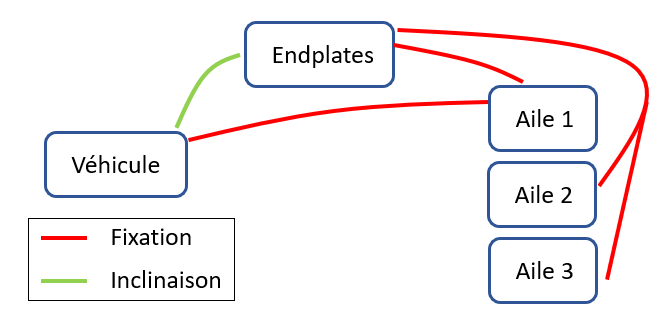 Endplates
Aile 1
Véhicule
Aile 2
Fixation
Aile 3
Inclinaison